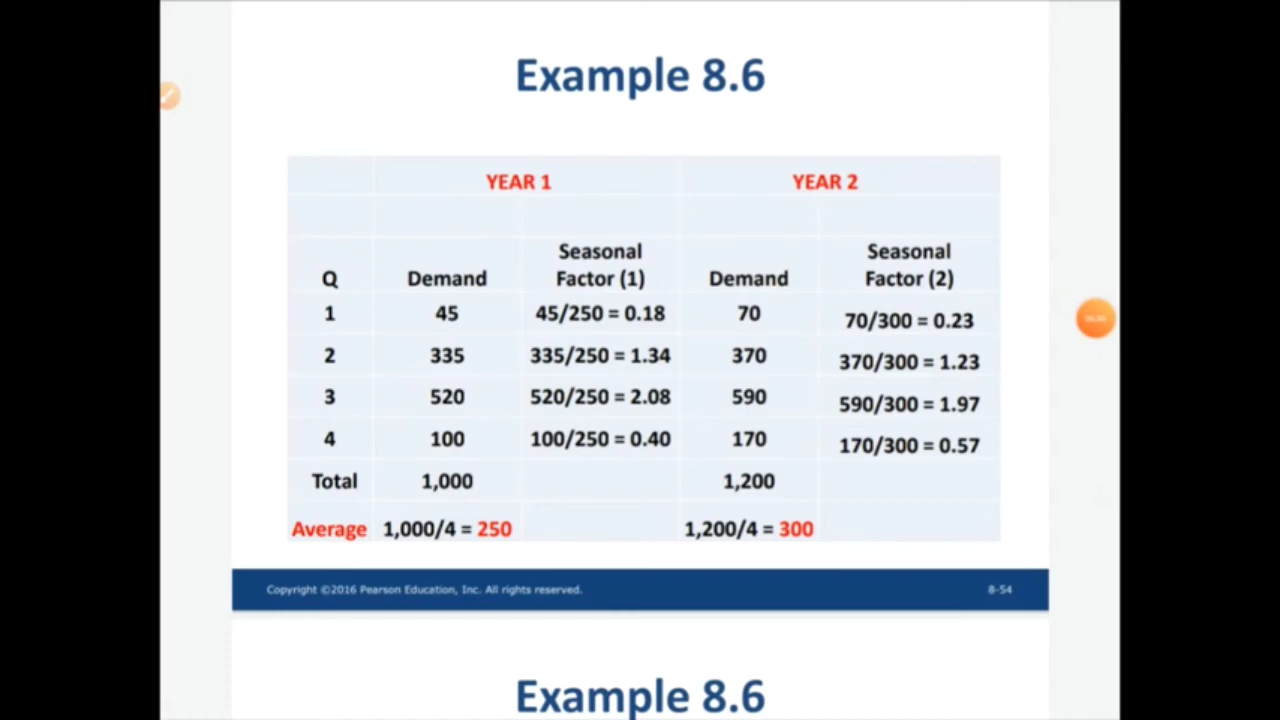 Example 8.6
YEAR 1 YEAR 2
Q Demand Seasonal Factor (1) Demand Seasonal Factor (2)
1 45 45/250 = 0.18 70 70/300 = 0.23
2 335 335/250 = 1.34 370 370/300 = 1.23
3 520 520/250 = 2.08 590 590/300 = 1.97
4 100 100/250 = 0.40 170 170/300 = 0.57
Total 1,000 1,200
Average 1,000/4 = 250 1,200/4 = 300
Copyright ©2016 Pearson Education, Inc. All rights reserved. 8-54
Example 8.6